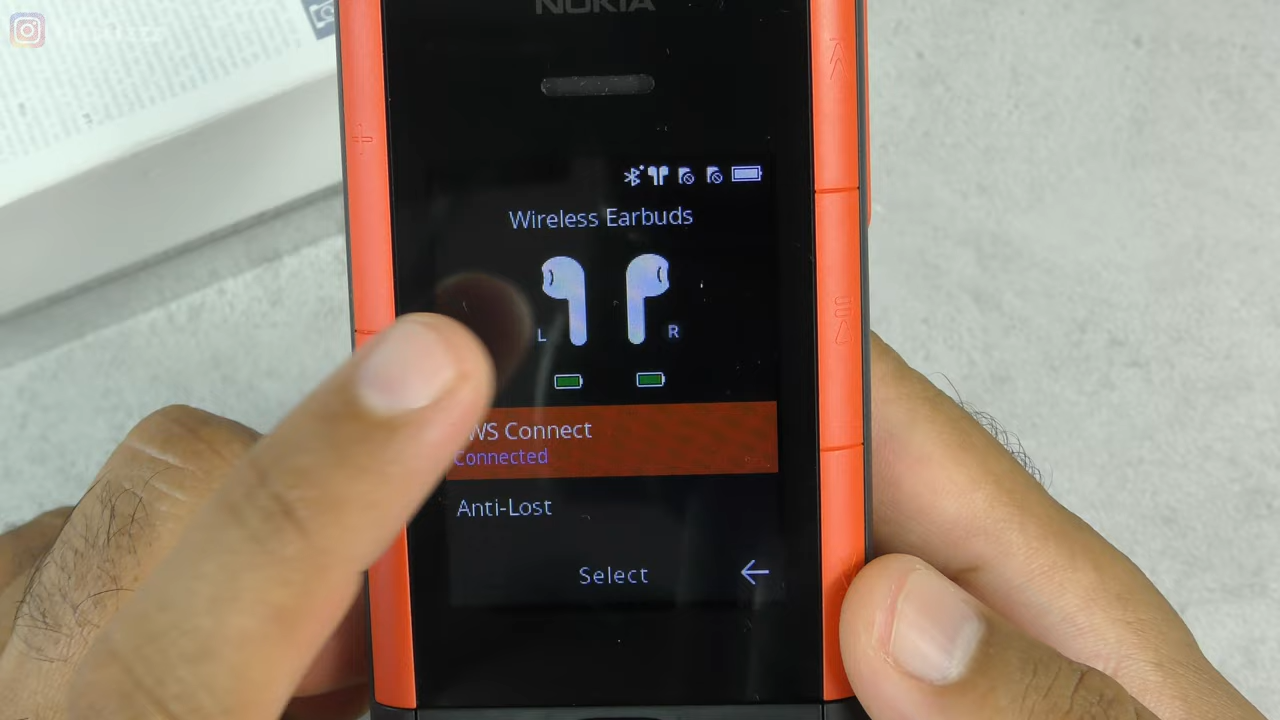 NOKIA
Wireless Earbuds
L
R
WS Connect
Connected
Anti-Lost
Select